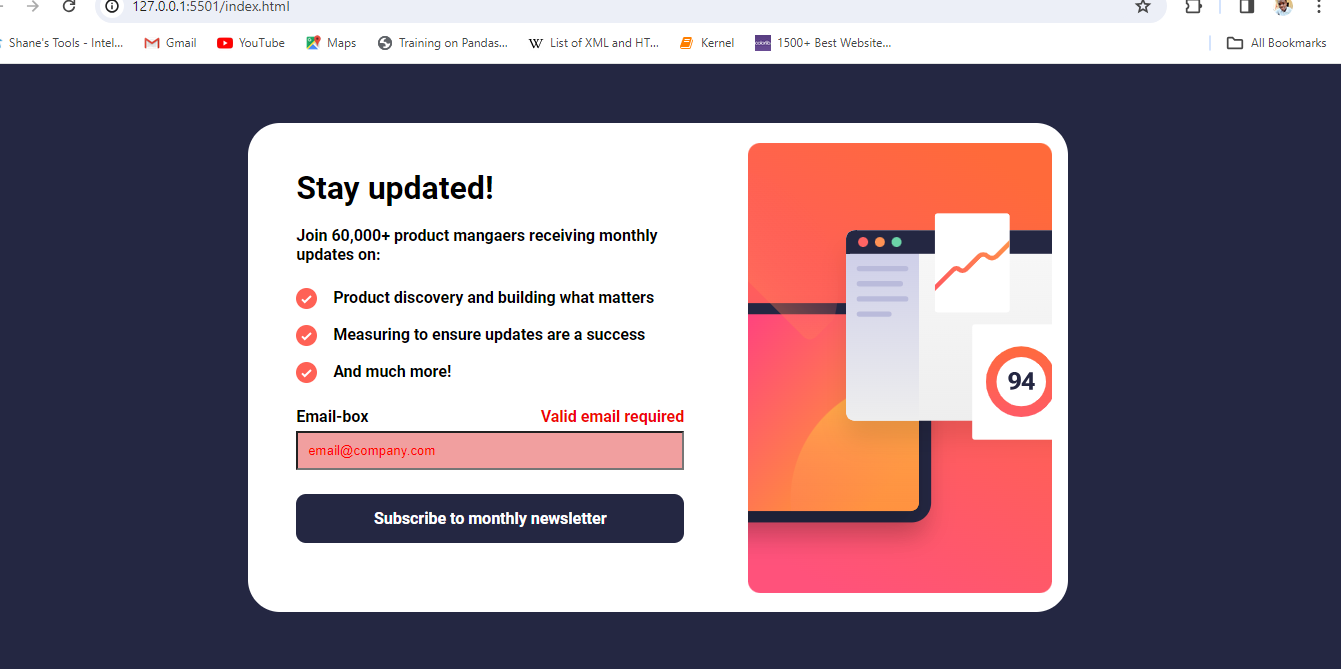 127.0.0.1:5501/index.html
Shane's Tools - Intel... Gmail YouTube Maps Training on Pandas... W List of XML and HT... Kernel colorlib 1500+ Best Website... All Bookmarks
Stay updated!
Join 60,000+ product mangaers receiving monthly
updates on:
Product discovery and building what matters
Measuring to ensure updates are a success
And much more!
Email-box Valid email required
email@company.com
Subscribe to monthly newsletter
94